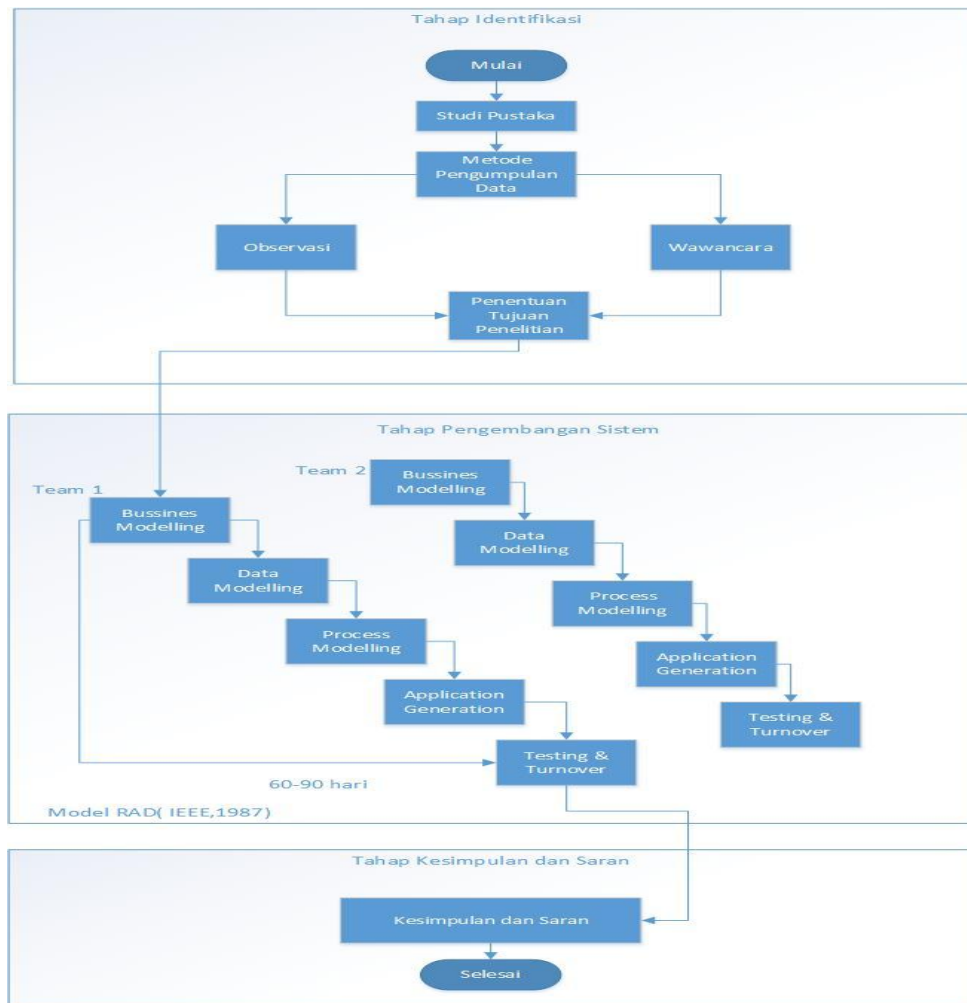 Tahap Identifikasi
Mulai
Studi Pustaka
Metode
Pengumpulan
Data
Observasi
Wawancara
Penentuan
Tujuan
Penelitian
Tahap Pengembangan Sistem
Team 1
Bussines
Modelling
Data
Modelling
Process
Modelling
Application
Generation
Testing &
Turnover
60-90 hari
Team 2
Bussines
Modelling
Data
Modelling
Process
Modelling
Application
Generation
Testing &
Turnover
Model RAD( IEEE,1987)
Tahap Kesimpulan dan Saran
Kesimpulan dan Saran
Selesai